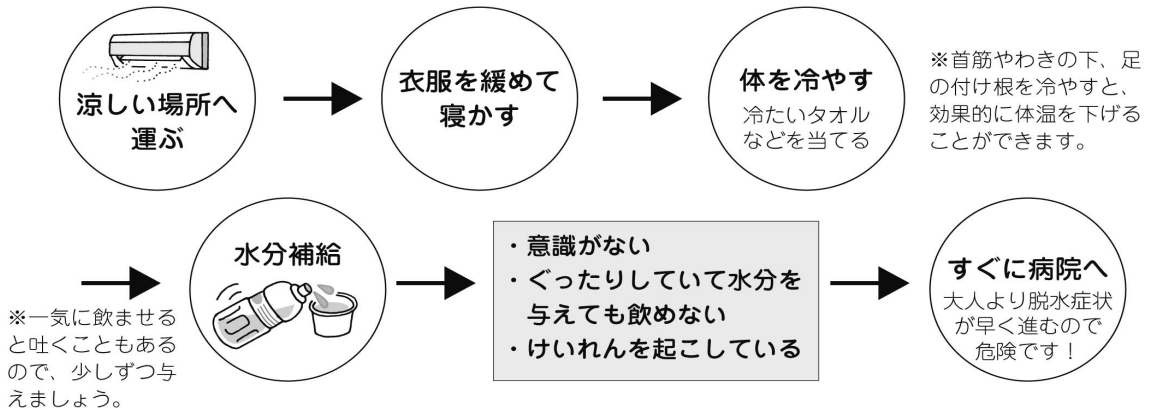 涼しい場所へ
運ぶ
衣服を緩めて
寝かす
体を冷やす
冷たいタオル
などを当てる
※首筋やわきの下、足
の付け根を冷やすと、
効果的に体温を下げる
ことができます。
※一気に飲ませる
と吐くこともある
ので、少しずつ与
えましょう。
水分補給
・意識がない
・ぐったりしていて水分を
与えても飲めない
・けいれんを起こしている
すぐに病院へ
大人より脱水症状
が早く進むので
危険です!